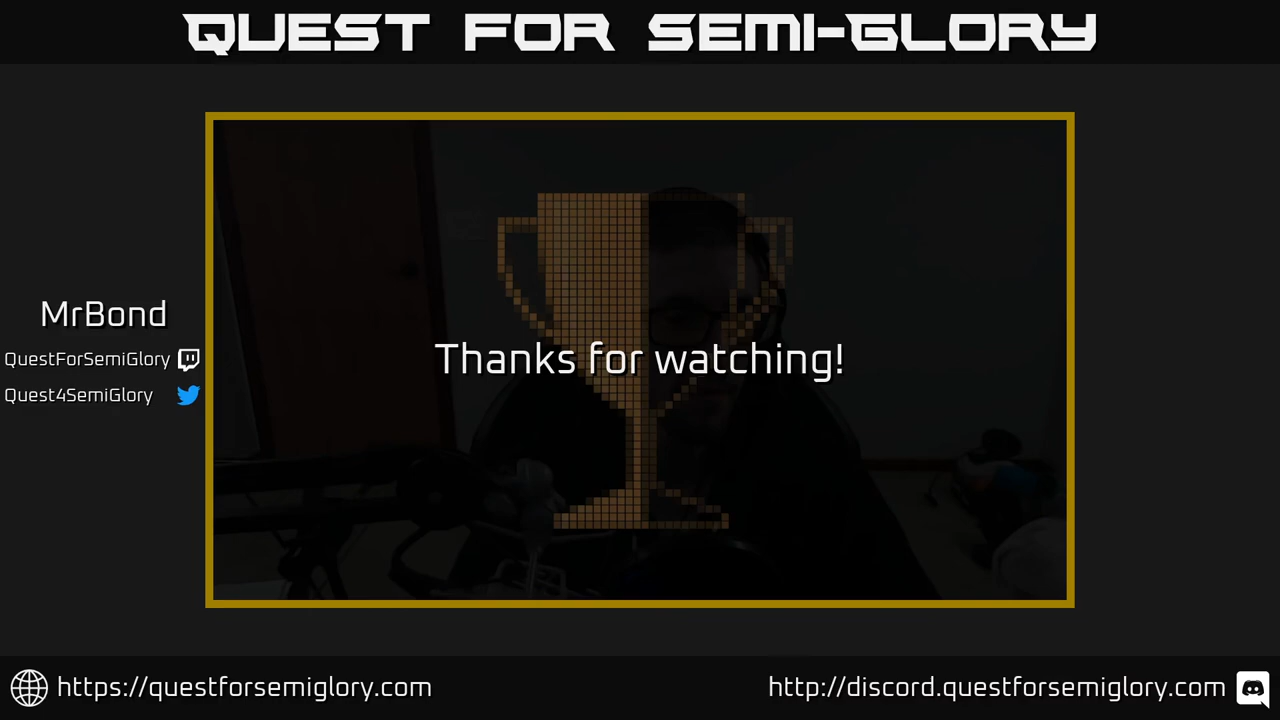 QUEST FOR SEMI-GLORY
MrBond
QuestForSemiGlory
Quest4SemiGlory
Thanks for watching!
https://questforsemiglory.com
http://discord.questforsemiglory.com